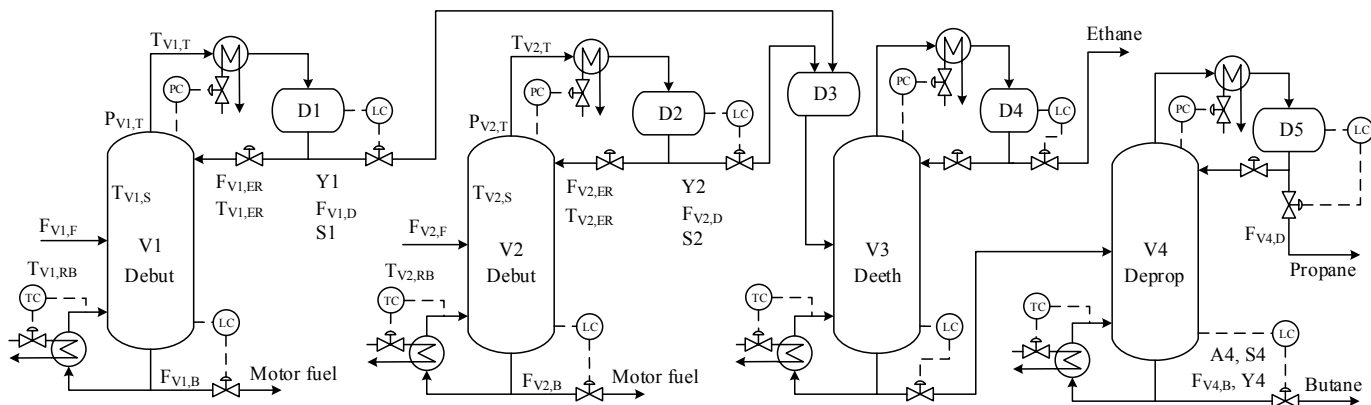 T_{V1,T}
PC
D1
LC
P_{V1,T}
F_{V1,ER}
T_{V1,ER}
Y1
F_{V1,D}
S1
T_{V1,S}
F_{V1,F}
V1
Debut
T_{V1,RB}
TC
LC
F_{V1,B}
Motor fuel
T_{V2,T}
PC
D2
LC
P_{V2,T}
F_{V2,ER}
T_{V2,ER}
Y2
F_{V2,D}
S2
T_{V2,S}
F_{V2,F}
V2
Debut
T_{V2,RB}
TC
LC
F_{V2,B}
Motor fuel
D3
PC
D4
LC
Ethane
V3
Deeth
TC
LC
PC
D5
LC
F_{V4,D}
Propane
V4
Deprop
TC
LC
A4, S4
F_{V4,B}, Y4
Butane